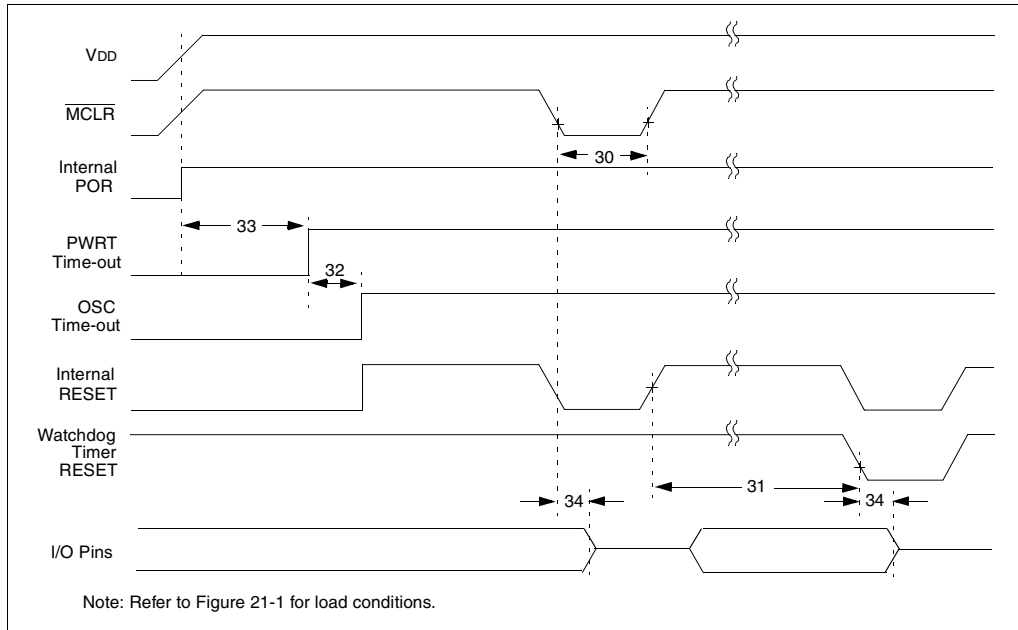 VDD
MCLR
Internal
POR
30
33
PWRT
Time-out
32
OSC
Time-out
Internal
RESET
Watchdog
Timer
RESET
31
34
34
I/O Pins
Note: Refer to Figure 21-1 for load conditions.